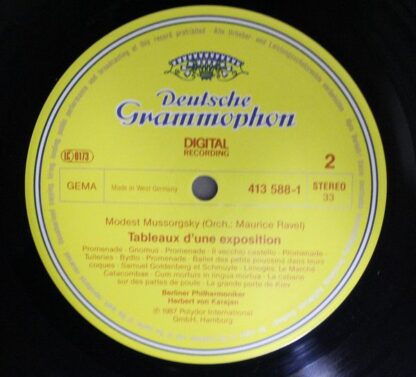 Deutsche
Grammophon
DIGITAL
RECORDING
2
LC 0173
GEMA
Made in West Germany
413 588-1
STEREO
33
Modest Mussorgsky (Orch.: Maurice Ravel)
Tableaux d'une exposition
Promenade · Gnomus · Promenade · Il vecchio castello · Promenade
Tuileries · Bydlo · Promenade · Ballet des petits poussins dans leurs
coques · Samuel Goldenberg et Schmuyle · Limoges: Le Marché
Catacombae · Cum mortuis in lingua mortua · La cabane
sur des pattes de poule · La grande porte de Kiev
Berliner Philharmoniker
Herbert von Karajan
℗ 1987 Polydor International
GmbH, Hamburg